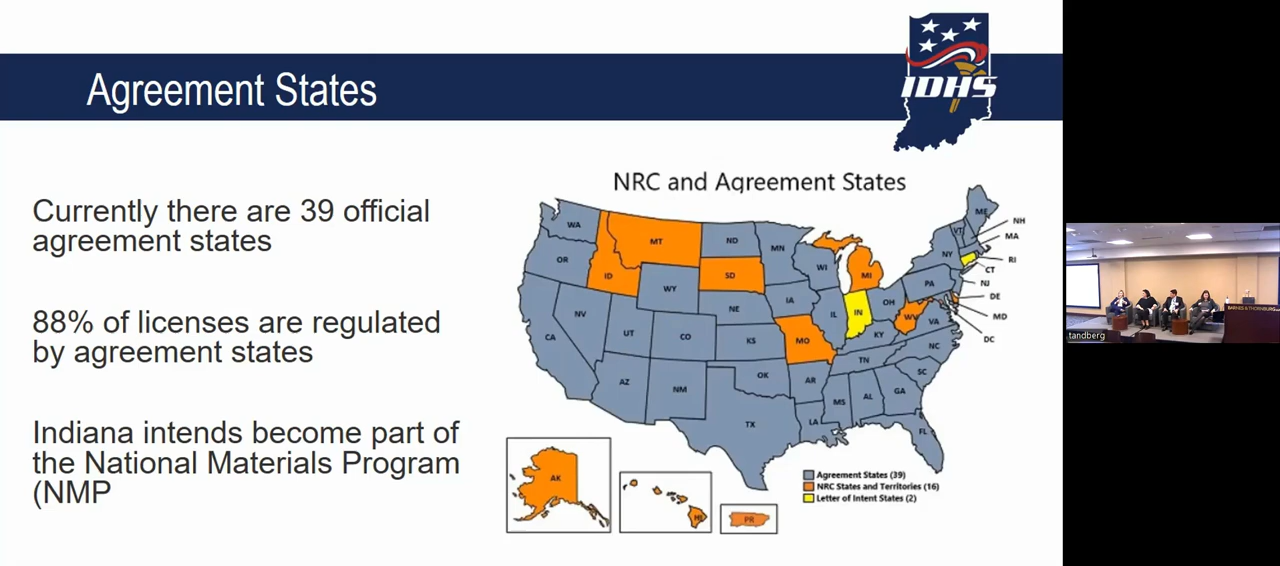 Agreement States
IDHS
Currently there are 39 official
agreement states
88% of licenses are regulated
by agreement states
Indiana intends become part of
the National Materials Program
(NMP
NRC and Agreement States
WA
OR
CA
NV
ID
MT
WY
UT
AZ
CO
NM
ND
SD
NE
KS
OK
TX
MN
IA
MO
AR
LA
WI
IL
MI
IN
OH
KY
TN
MS
AL
GA
FL
SC
NC
VA
WV
PA
NY
VT
ME
NH
MA
RI
CT
NJ
DE
MD
DC
AK
HI
PR
Agreement States (39)
NRC States and Territories (16)
Letter of Intent States (2)
BARNES & THORNBURG
tandberg